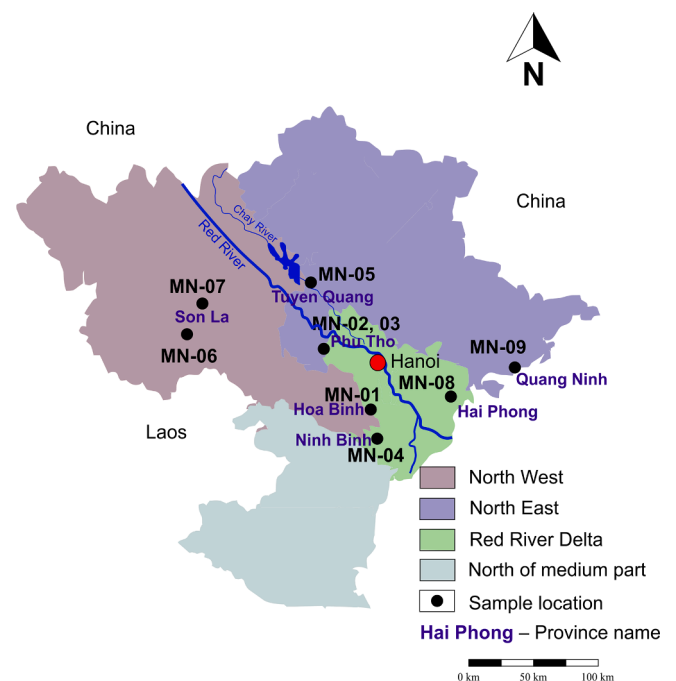 N
China
China
Chay River
Red River
MN-05
Tuyen Quang
MN-07
Son La
MN-06
MN-02, 03
Phu Tho
Hanoi
MN-09
Quang Ninh
MN-08
Hai Phong
MN-01
Hoa Binh
Laos
Ninh Binh
MN-04
North West
North East
Red River Delta
North of medium part
Sample location
Hai Phong – Province name
0 km 50 km 100 km